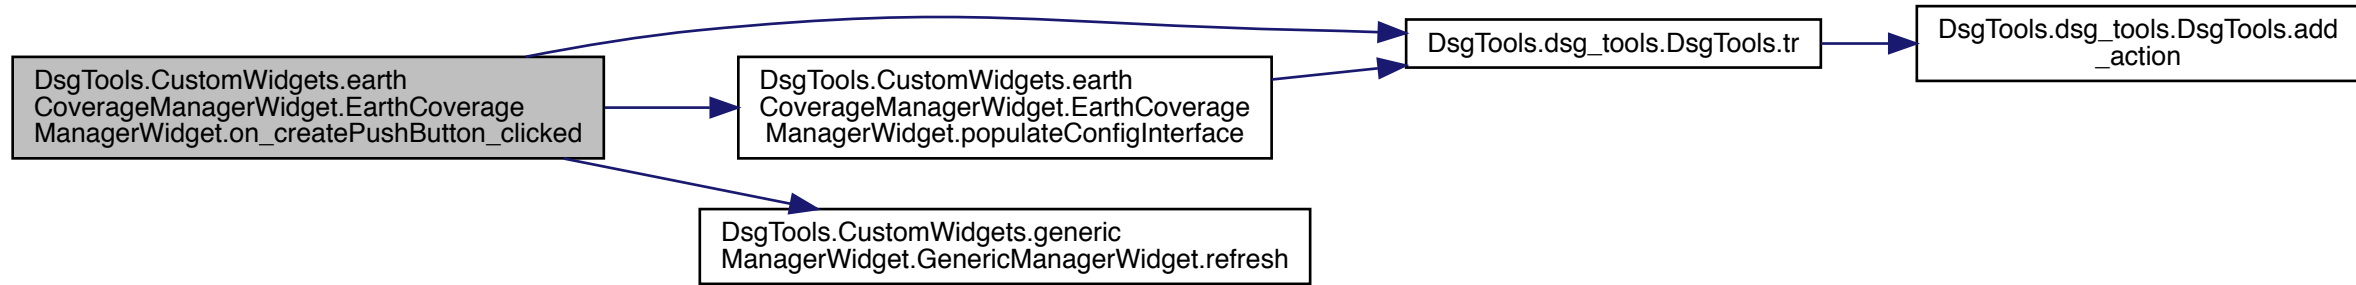 DsgTools.CustomWidgets.earth
CoverageManagerWidget.EarthCoverage
ManagerWidget.on_createPushButton_clicked
DsgTools.CustomWidgets.earth
CoverageManagerWidget.EarthCoverage
ManagerWidget.populateConfigInterface
DsgTools.CustomWidgets.generic
ManagerWidget.GenericManagerWidget.refresh
DsgTools.dsg_tools.DsgTools.tr
DsgTools.dsg_tools.DsgTools.add
_action